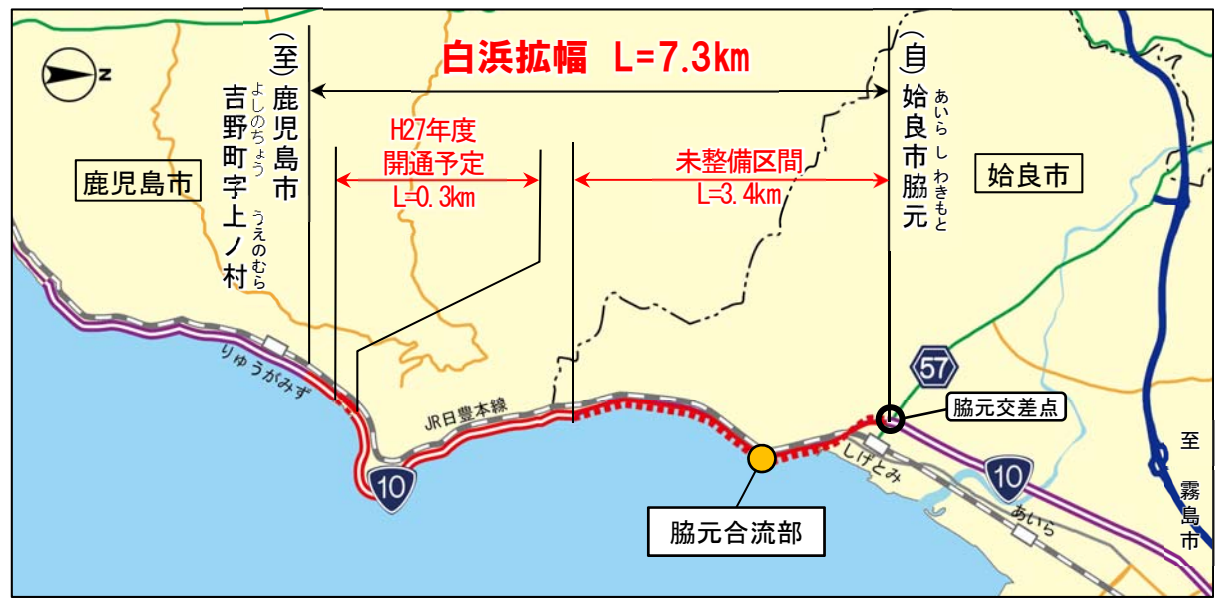 白浜拡幅 L=7.3km
N
(至)鹿児島市
よしのちょう うえのむら
吉野町字上ノ村
H27年度
開通予定
L=0.3km
未整備区間
L=3.4km
(自)姶良市脇元
あいら し わきもと
鹿児島市
姶良市
57
脇元交差点
りゅうがみず
JR日豊本線
しげとみ
10
10
あいら
脇元合流部
至 霧島市